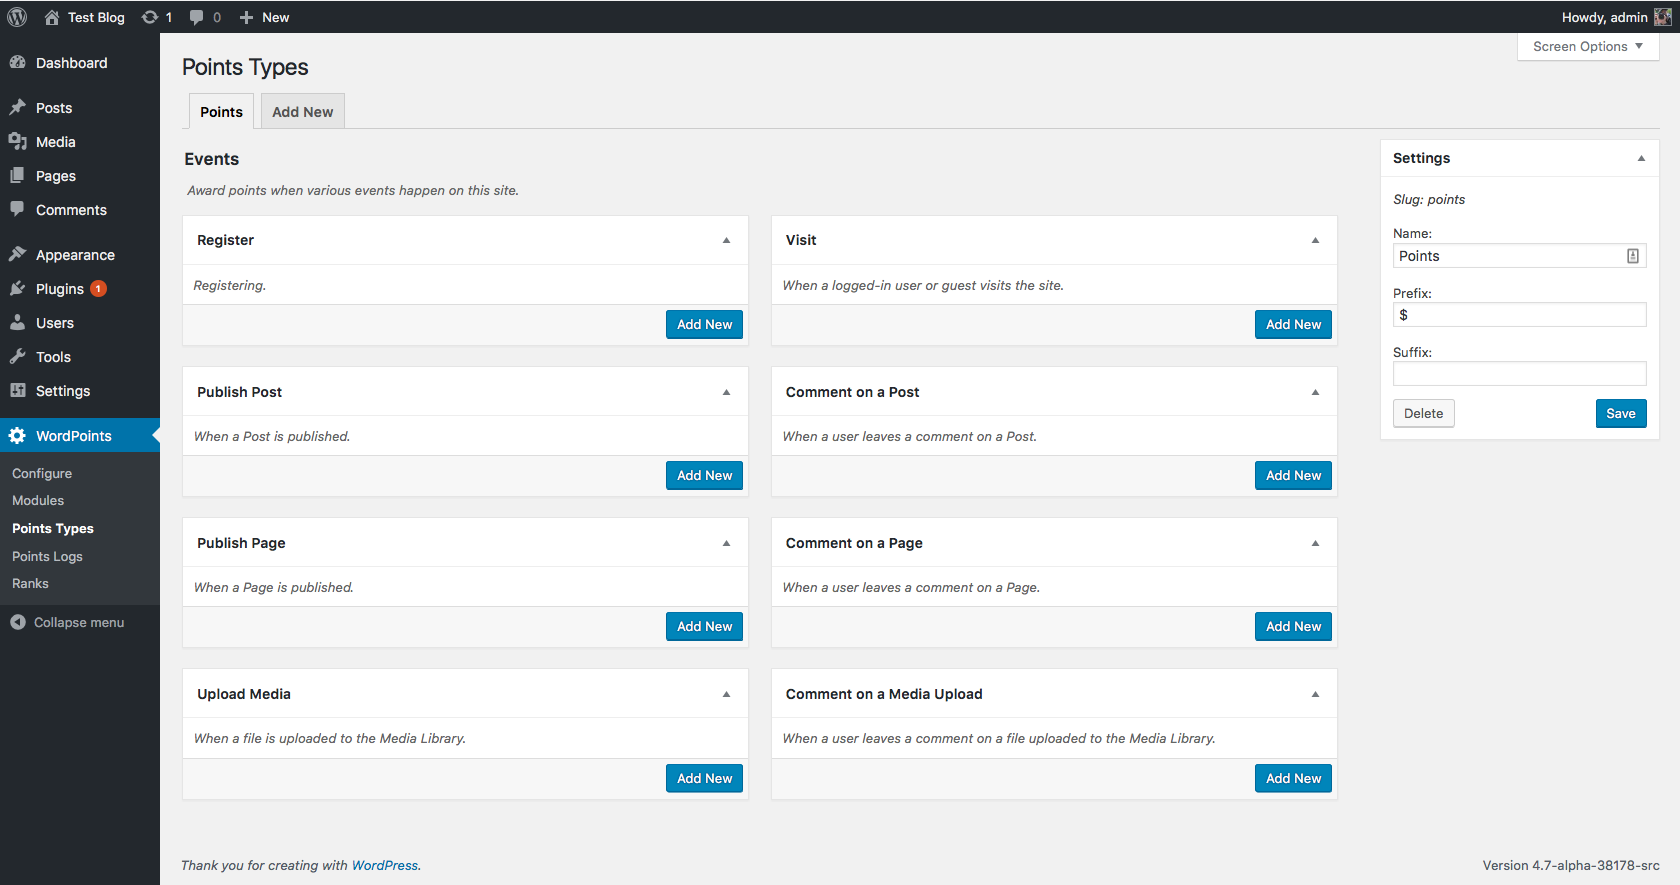 Test Blog 1 0 New Howdy, admin
Screen Options
Dashboard
Posts
Media
Pages
Comments
Appearance
Plugins 1
Users
Tools
Settings
WordPoints
Configure
Modules
Points Types
Points Logs
Ranks
Collapse menu
Points Types
Points Add New
Events
Award points when various events happen on this site.
Register
Registering.
Add New
Visit
When a logged-in user or guest visits the site.
Add New
Publish Post
When a Post is published.
Add New
Comment on a Post
When a user leaves a comment on a Post.
Add New
Publish Page
When a Page is published.
Add New
Comment on a Page
When a user leaves a comment on a Page.
Add New
Upload Media
When a file is uploaded to the Media Library.
Add New
Comment on a Media Upload
When a user leaves a comment on a file uploaded to the Media Library.
Add New
Settings
Slug: points
Name:
Points
Prefix:
$
Suffix:
Delete Save
Thank you for creating with WordPress.
Version 4.7-alpha-38178-src